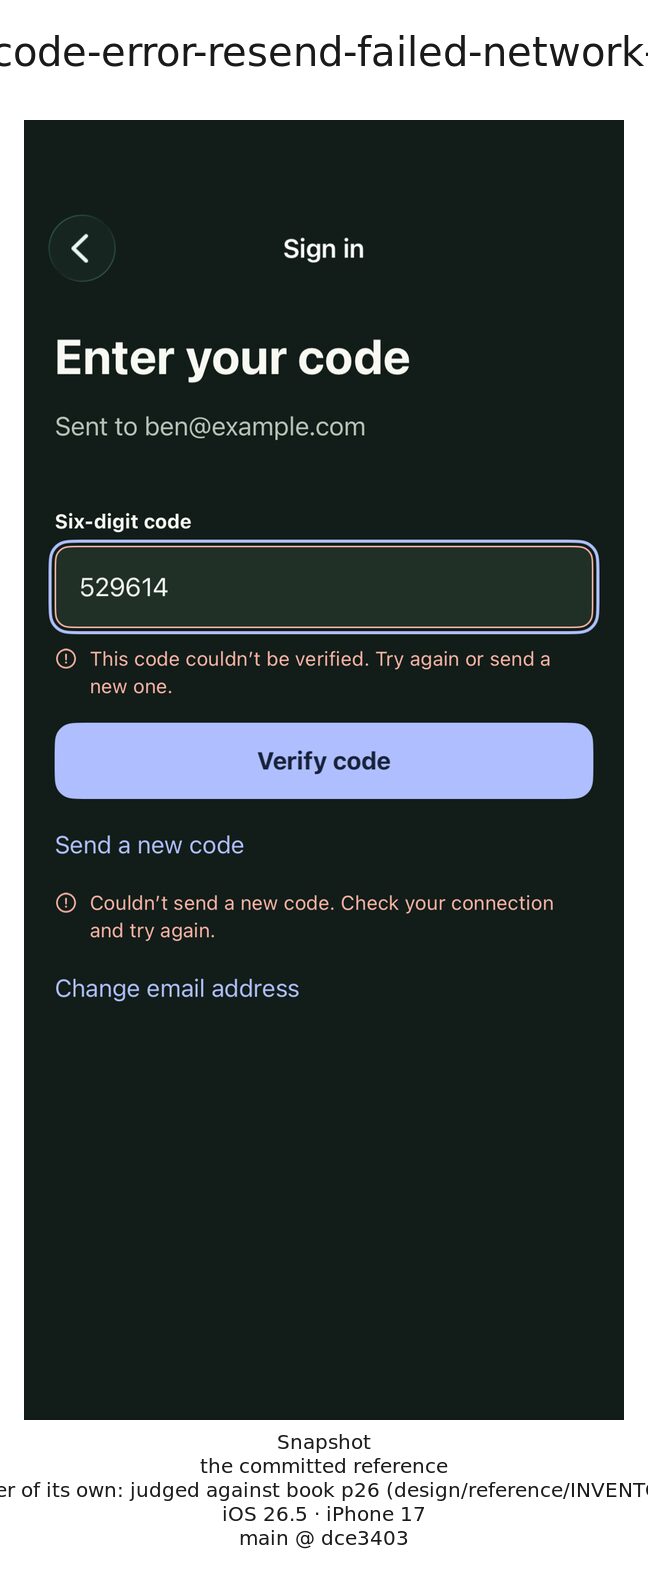 code-error-resend-failed-network-
Sign in
Enter your code
Sent to ben@example.com
Six-digit code
529614
This code couldn’t be verified. Try again or send a
new one.
Verify code
Send a new code
Couldn’t send a new code. Check your connection
and try again.
Change email address
Snapshot
the committed reference
er of its own: judged against book p26 (design/reference/INVENTO
iOS 26.5 · iPhone 17
main @ dce3403